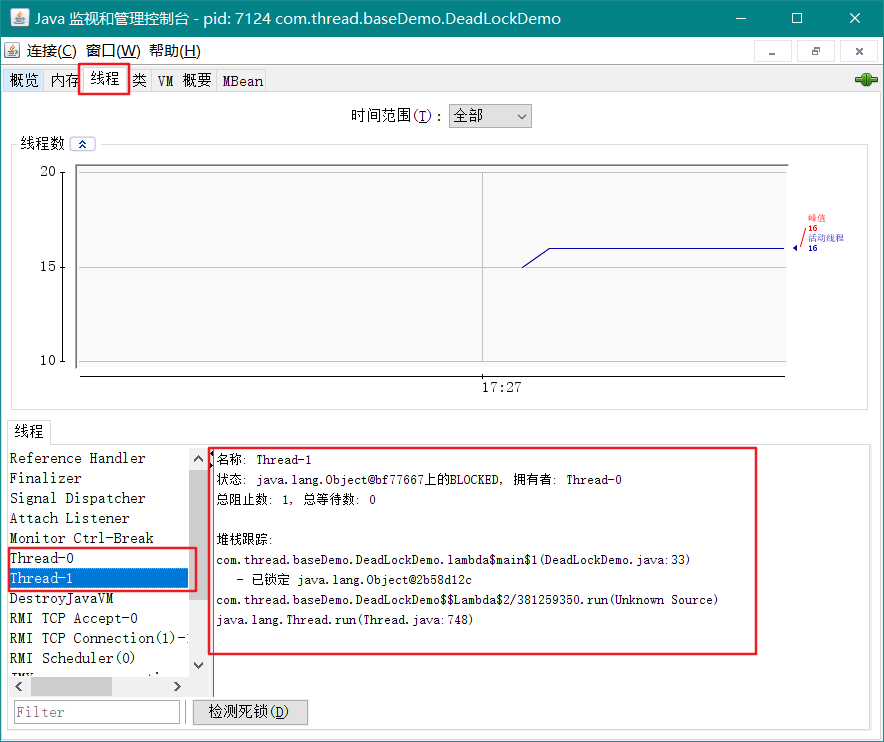 Java 监视和管理控制台 - pid: 7124 com.thread.baseDemo.DeadLockDemo
连接(C) 窗口(W) 帮助(H)
概览 内存 线程 类 VM 概要 MBean
时间范围(T): 全部
线程数
20
15
10
峰值
16
活动线程
16
17:27
线程
Reference Handler
Finalizer
Signal Dispatcher
Attach Listener
Monitor Ctrl-Break
Thread-0
Thread-1
DestroyJavaVM
RMI TCP Accept-0
RMI TCP Connection(1)-
RMI Scheduler(0)
Filter
名称: Thread-1
状态: java.lang.Object@bf77667上的BLOCKED, 拥有者: Thread-0
总阻止数: 1, 总等待数: 0
堆栈跟踪:
com.thread.baseDemo.DeadLockDemo.lambda$main$1(DeadLockDemo.java:33)
- 已锁定 java.lang.Object@2b58d12c
com.thread.baseDemo.DeadLockDemo$$Lambda$2/381259350.run(Unknown Source)
java.lang.Thread.run(Thread.java:748)
检测死锁(D)